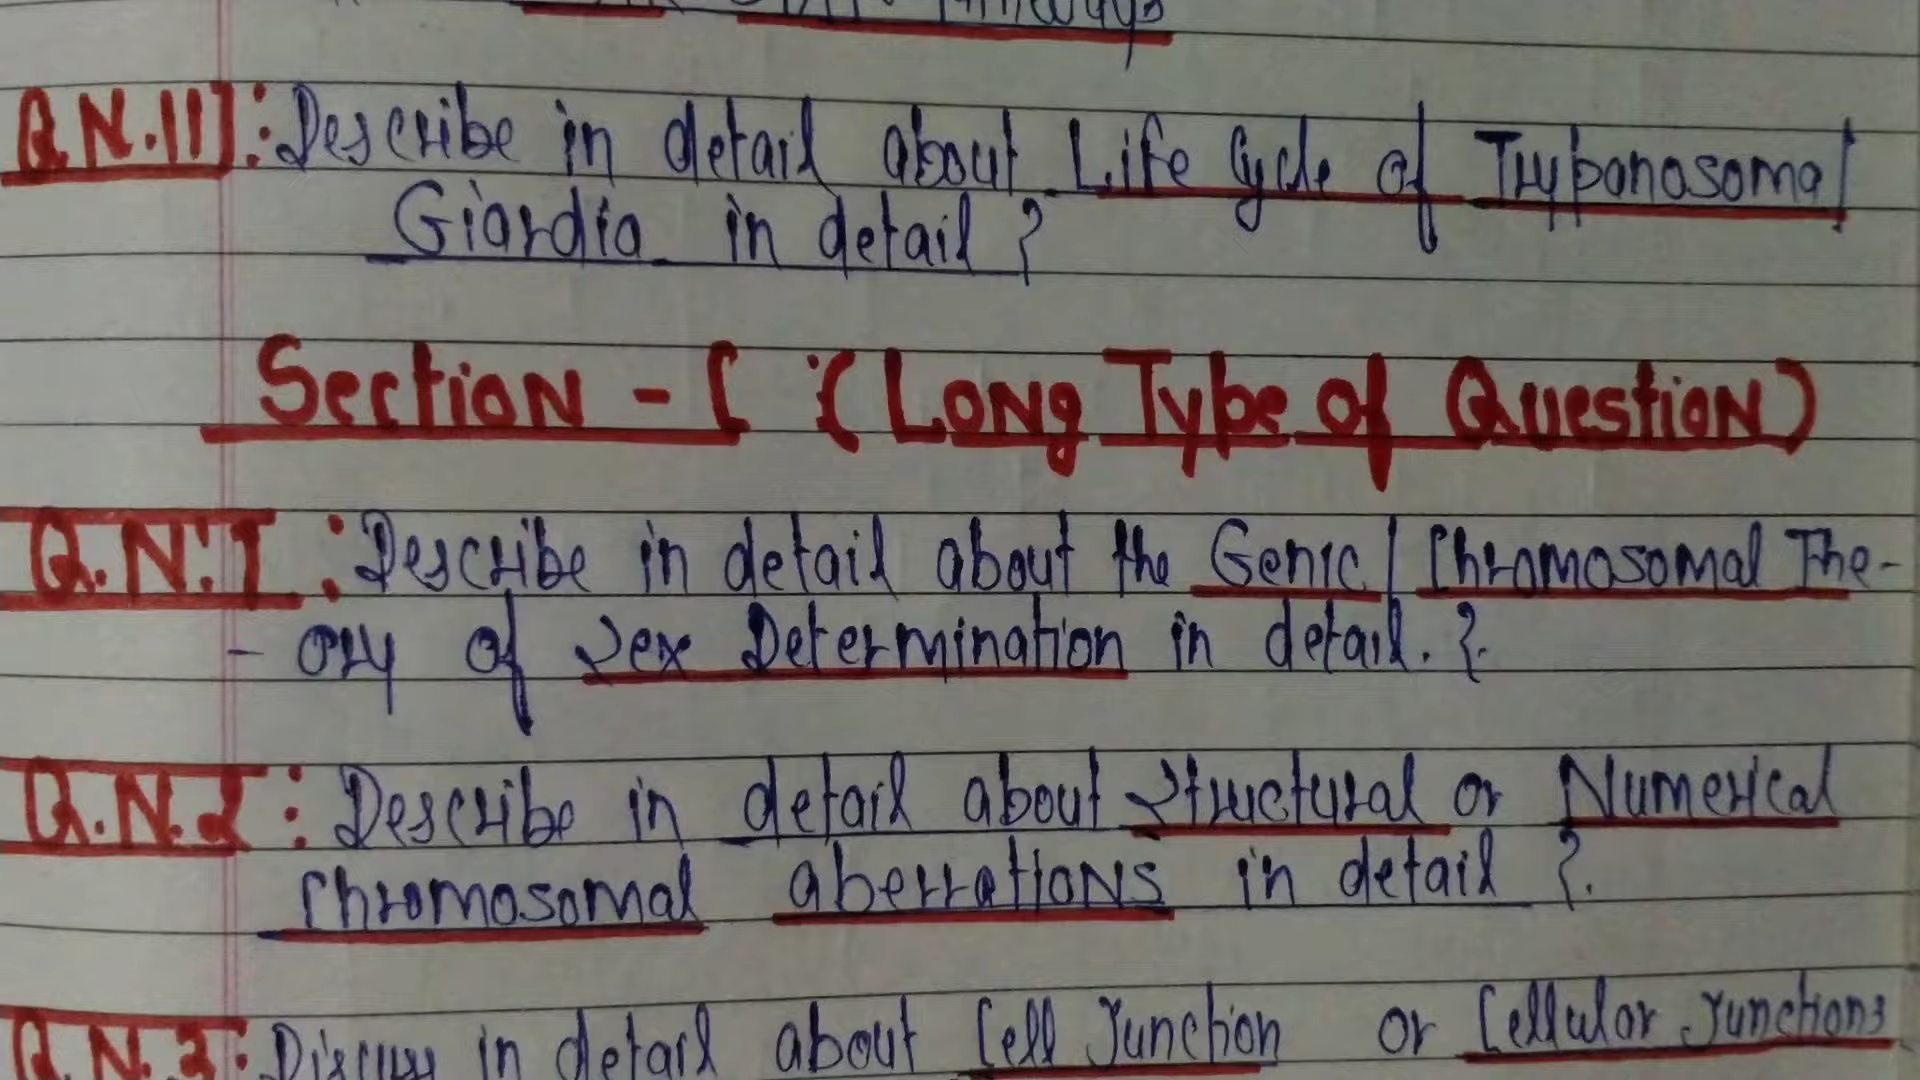 Q.N.11]: Describe in detail about Life Cycle of Trypanosoma/
Giardia in detail ?
Section - C :(Long Type of Question)
Q.N.1 : Describe in detail about the Genic / Chromosomal The-
- ory of Sex Determination in detail. ?.
Q.N.2 : Describe in detail about Structural or Numerical
Chromosomal aberrations in detail ?.
Q.N.3: Discuss in detail about Cell Junction or Cellular Junctions